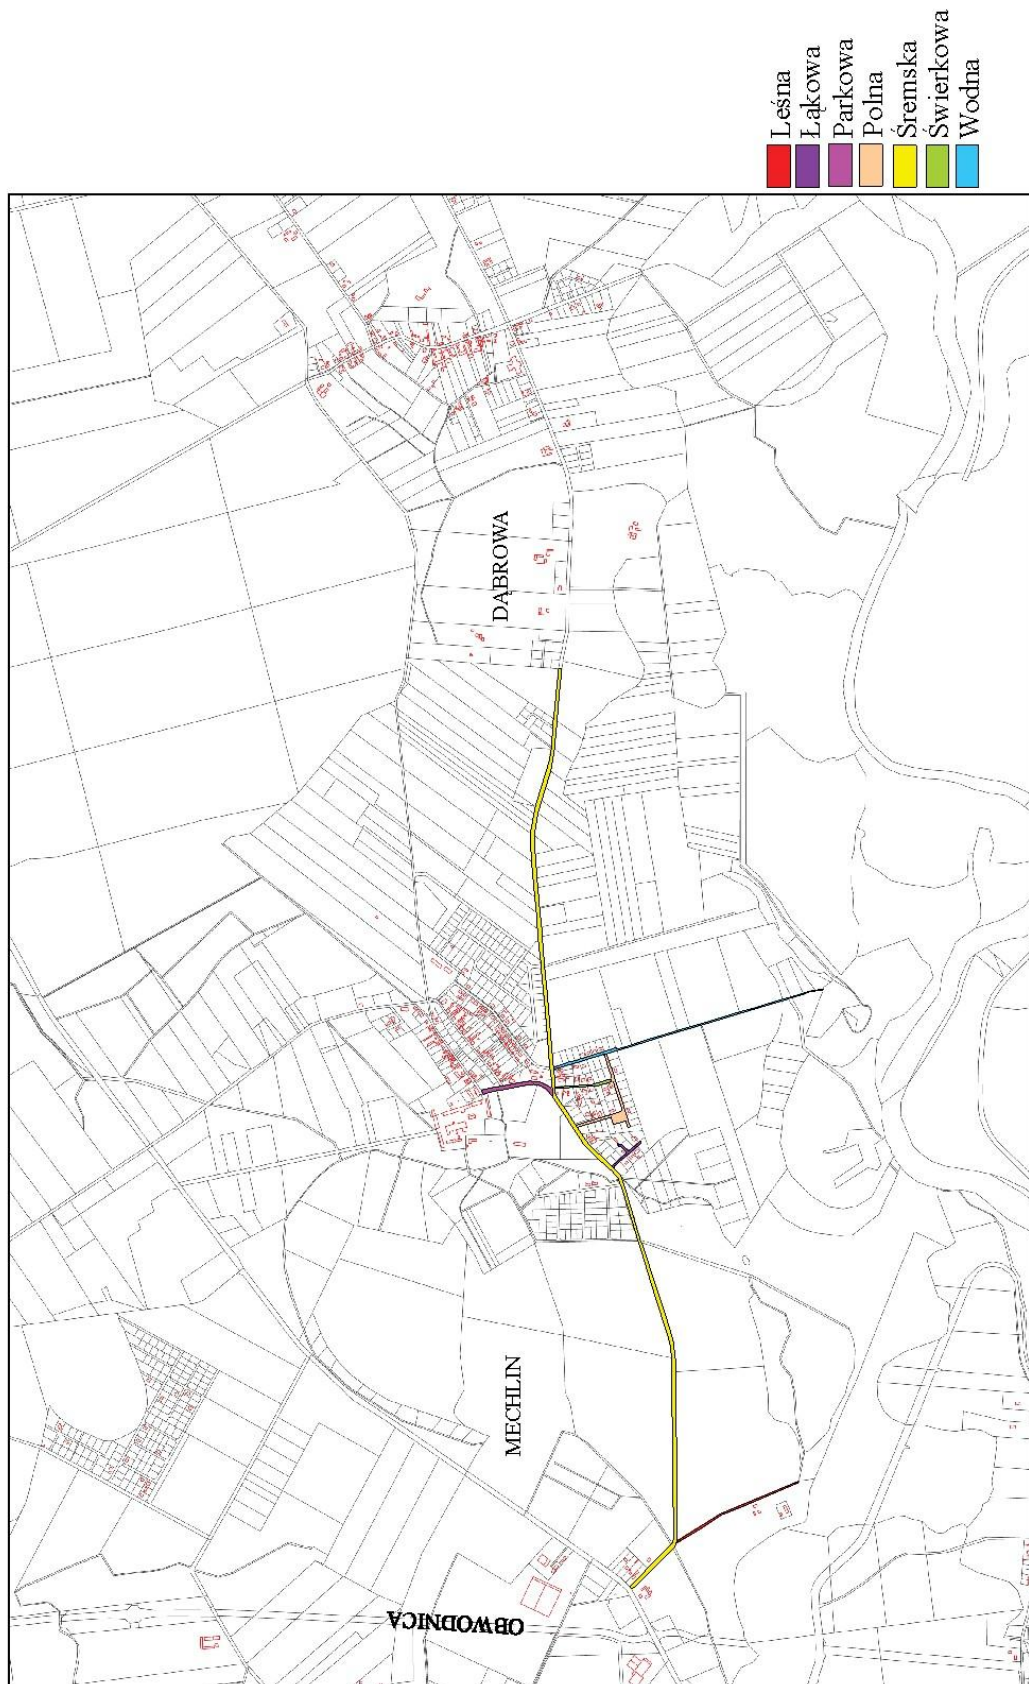 Leśna
Łąkowa
Parkowa
Polna
Śremska
Świerkowa
Wodna
DĄBROWA
MECHLIN
OBWODNICA